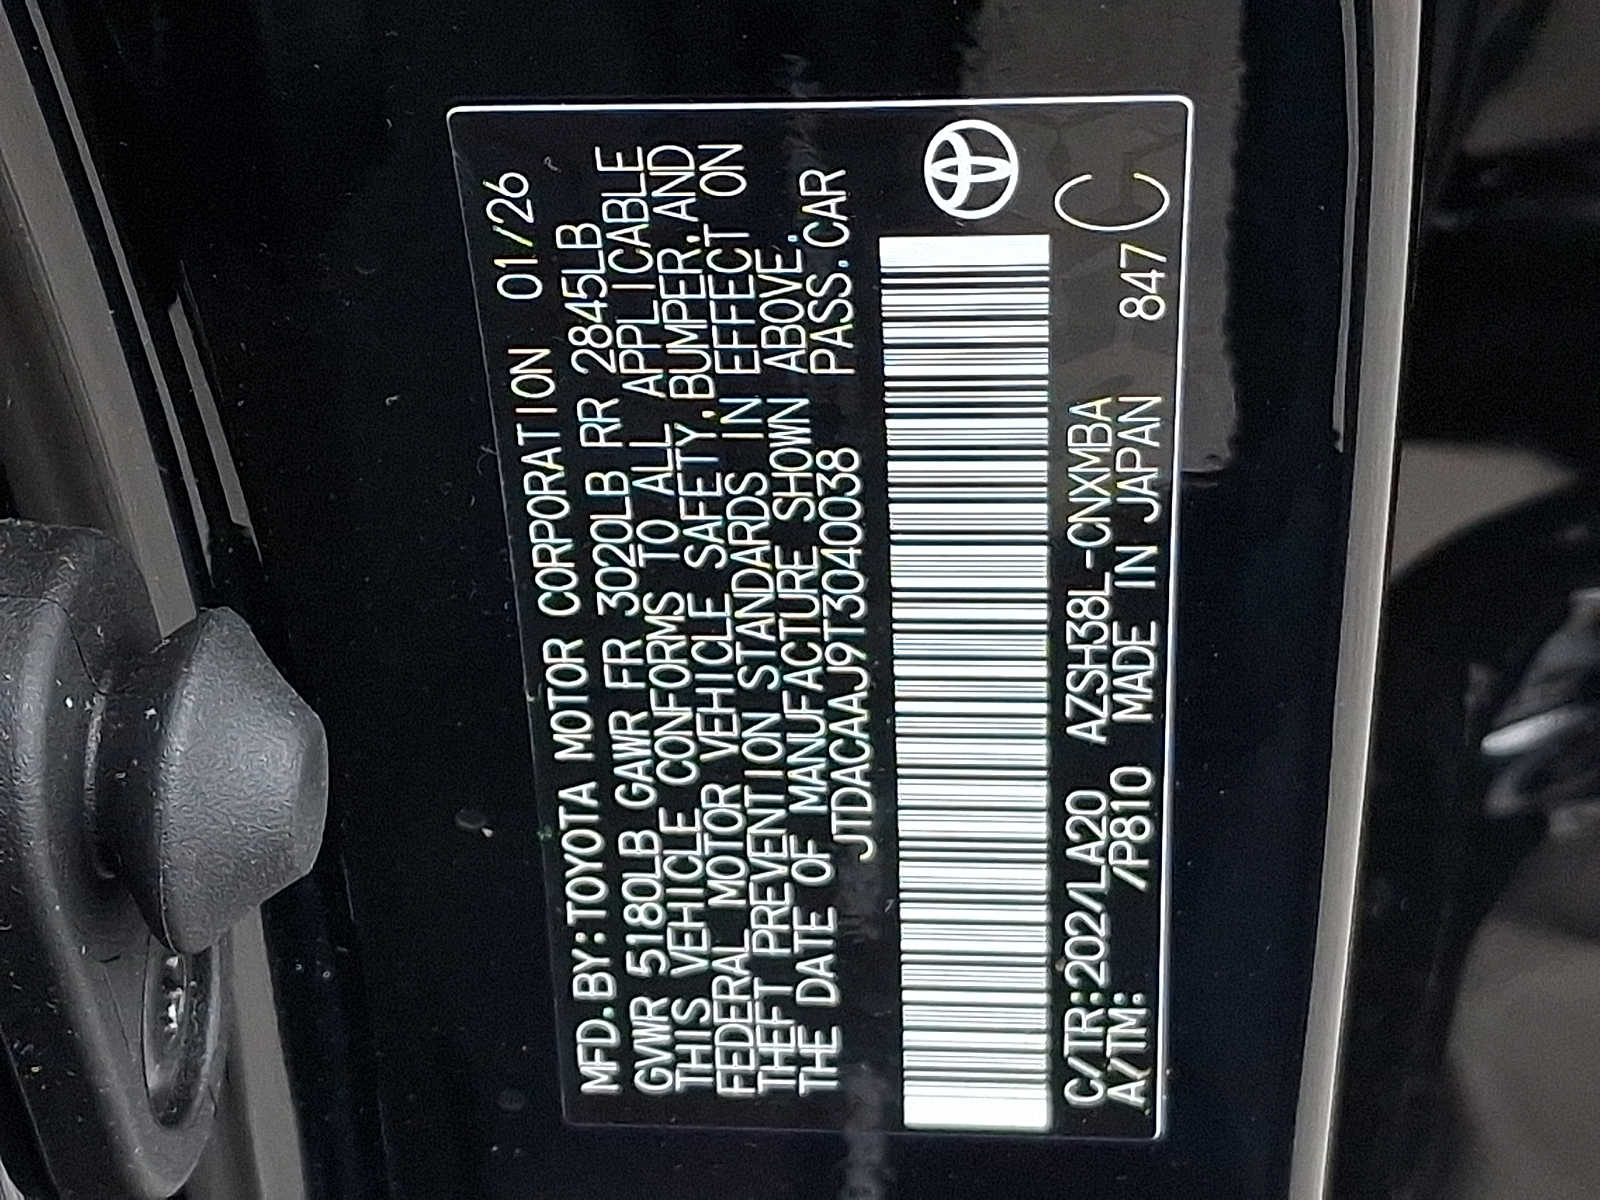 MFD.BY:TOYOTA MOTOR CORPORATION 01/26
GVWR 5180LB GAWR FR 3020LB RR 2845LB
THIS VEHICLE CONFORMS TO ALL APPLICABLE
FEDERAL MOTOR VEHICLE SAFETY,BUMPER,AND
THEFT PREVENTION STANDARDS IN EFFECT ON
THE DATE OF MANUFACTURE SHOWN ABOVE.
JTDACAAJ9T3040038 PASS.CAR
C/TR:202/LA20 AZSH38L-CNXMBA 847 C
A/TM: /P810 MADE IN JAPAN